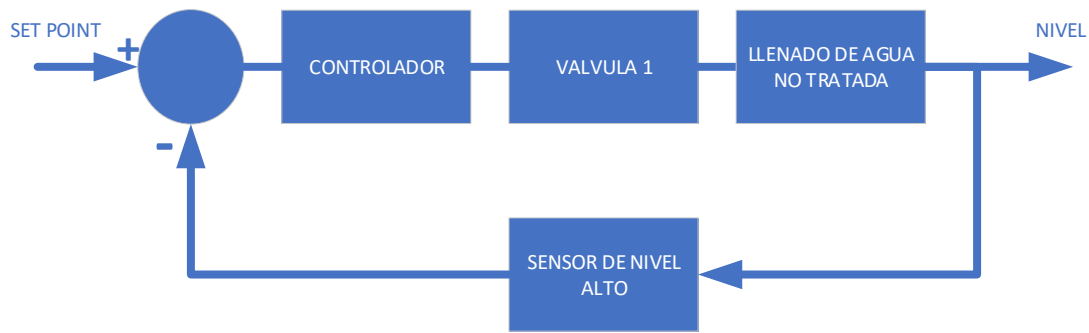 SET POINT
NIVEL
+
CONTROLADOR
VALVULA 1
LLENADO DE AGUA
NO TRATADA
-
SENSOR DE NIVEL
ALTO